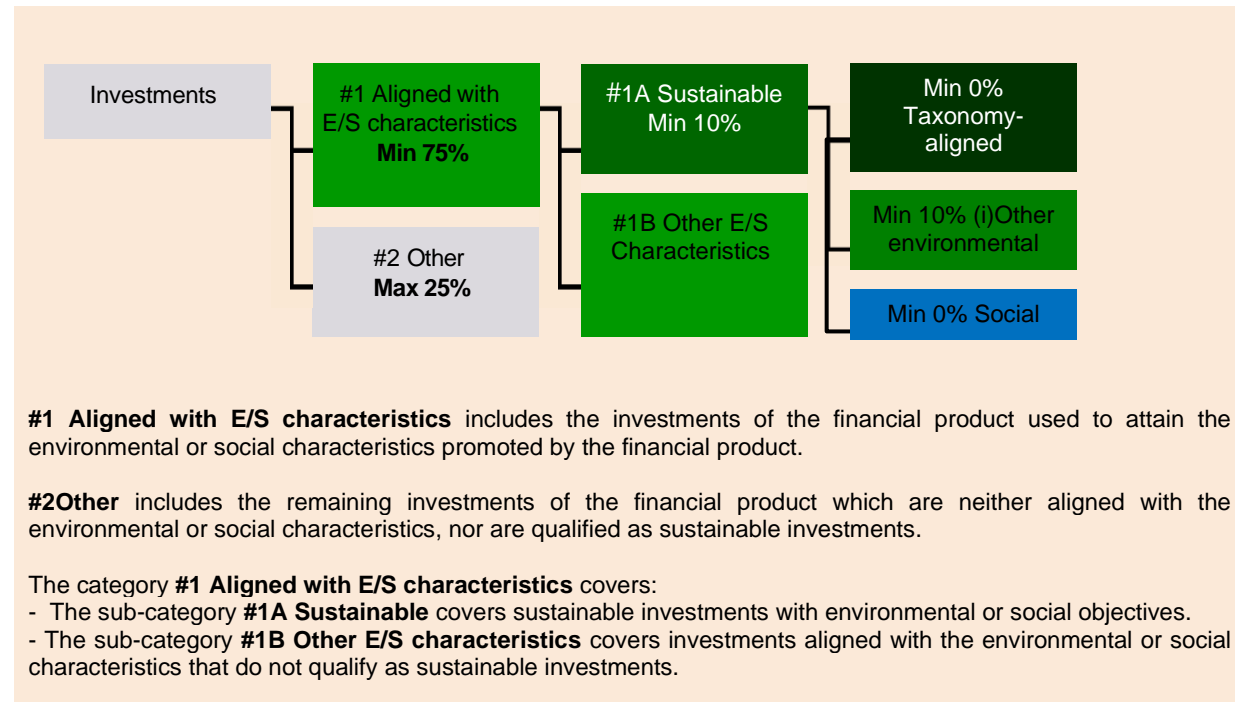 Investments
#1 Aligned with
E/S characteristics
Min 75%
#2 Other
Max 25%
#1A Sustainable
Min 10%
#1B Other E/S
Characteristics
Min 0%
Taxonomy-
aligned
Min 10% (i)Other
environmental
Min 0% Social
#1 Aligned with E/S characteristics includes the investments of the financial product used to attain the
environmental or social characteristics promoted by the financial product.
#2Other includes the remaining investments of the financial product which are neither aligned with the
environmental or social characteristics, nor are qualified as sustainable investments.
The category #1 Aligned with E/S characteristics covers:
- The sub-category #1A Sustainable covers sustainable investments with environmental or social objectives.
- The sub-category #1B Other E/S characteristics covers investments aligned with the environmental or social
characteristics that do not qualify as sustainable investments.